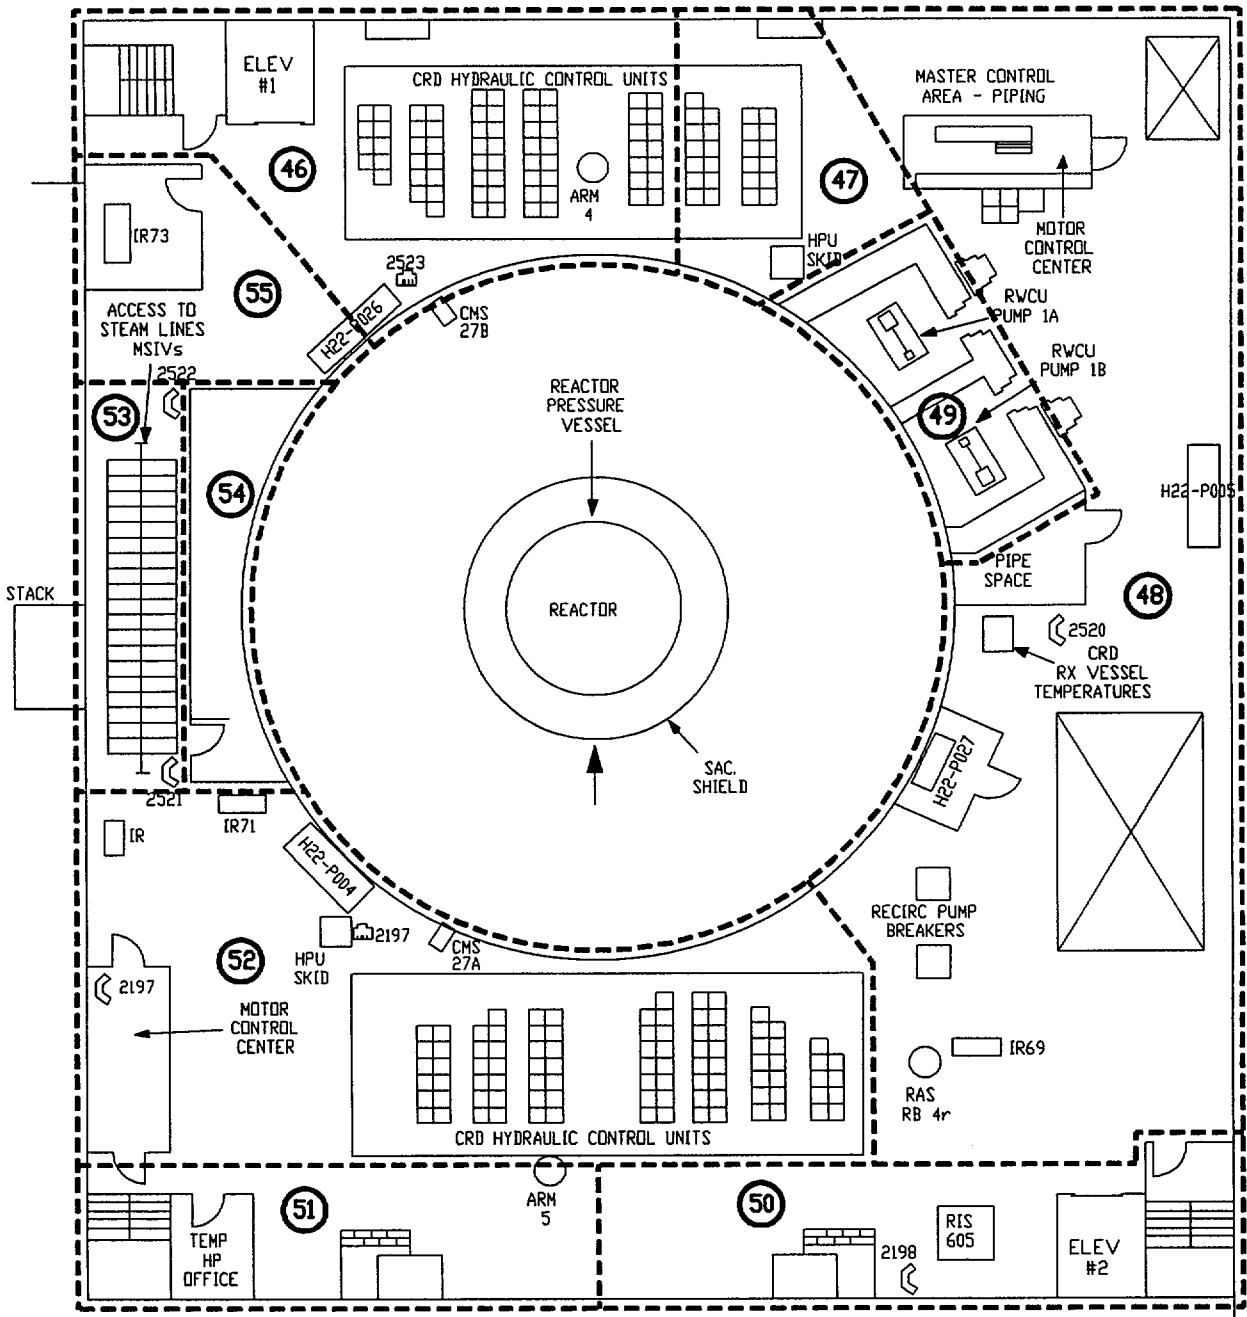 ELEV
#1
CRD HYDRAULIC CONTROL UNITS
MASTER CONTROL
AREA - PIPING
46
ARM
4
47
IR73
HPU
SKID
MOTOR
CONTROL
CENTER
2523
55
ACCESS TO
STEAM LINES
MSIVs
H22-P026
CMS
27B
RWCU
PUMP 1A
RWCU
PUMP 1B
2522
53
REACTOR
PRESSURE
VESSEL
49
54
H22-P005
PIPE
SPACE
STACK
REACTOR
48
2520
CRD
RX VESSEL
TEMPERATURES
SAC.
SHIELD
H22-P027
2521
IR71
IR
H22-P004
RECIRC PUMP
BREAKERS
2197
CMS
27A
HPU
SKID
52
2197
MOTOR
CONTROL
CENTER
IR69
RAS
RB 4r
CRD HYDRAULIC CONTROL UNITS
51
ARM
5
50
RIS
605
TEMP
HP
OFFICE
2198
ELEV
#2